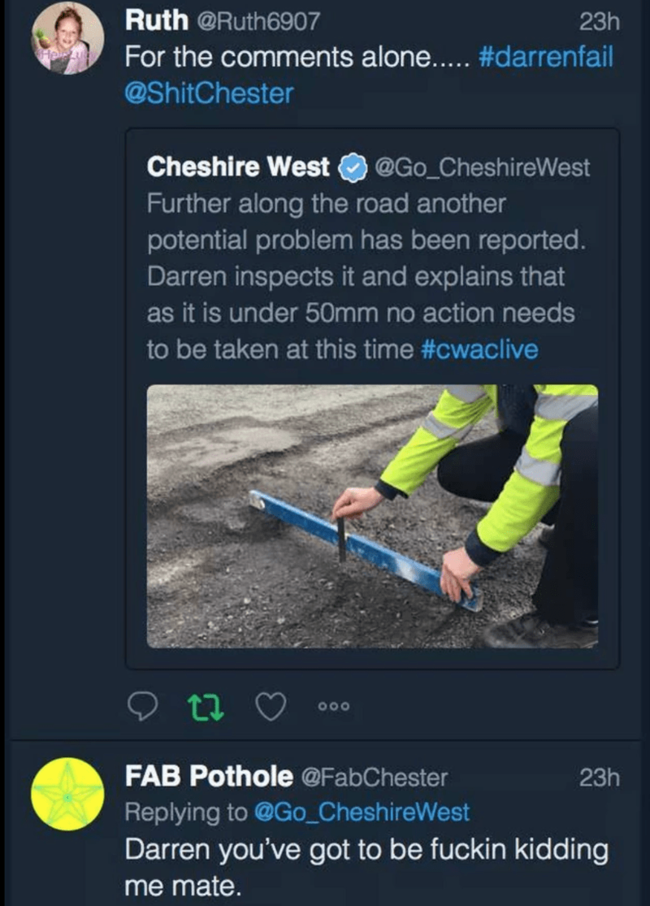 Ruth @Ruth6907 23h
For the comments alone..... #darrenfail
@ShitChester
Cheshire West @Go_CheshireWest
Further along the road another
potential problem has been reported.
Darren inspects it and explains that
as it is under 50mm no action needs
to be taken at this time #cwaclive
FAB Pothole @FabChester 23h
Replying to @Go_CheshireWest
Darren you've got to be fuckin kidding
me mate.